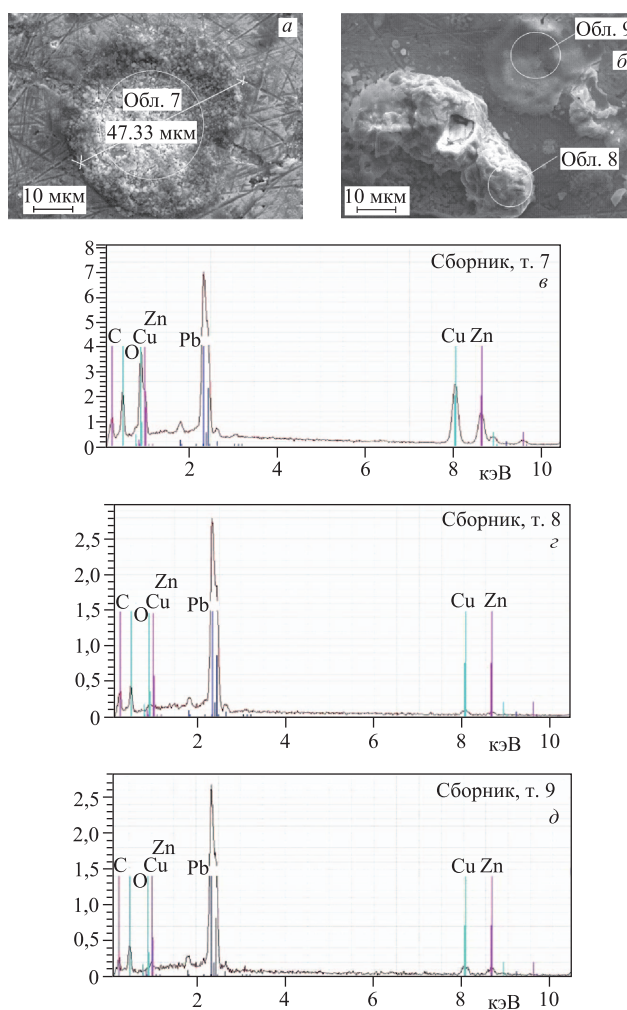 а
Обл. 7
47.33 мкм
10 мкм
Обл. 9
б
Обл. 8
10 мкм
8
7
6
5
4
3
2
1
0
C
O
Zn
Cu
Pb
Cu
Zn
Сборник, т. 7
в
2
4
6
8
10
кэВ
2,5
2,0
1,5
1,0
0,5
0
C
O
Zn
Cu
Pb
Cu
Zn
Сборник, т. 8
г
2
4
6
8
10
кэВ
2,5
2,0
1,5
1,0
0,5
0
C
O
Zn
Cu
Pb
Cu
Zn
Сборник, т. 9
д
2
4
6
8
10
кэВ